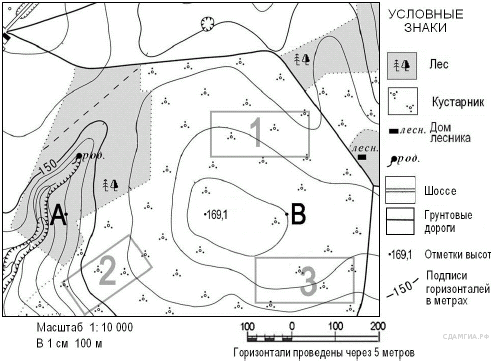 УСЛОВНЫЕ
ЗНАКИ
Лес
Кустарник
лесн. Дом
лесника
род.
Шоссе
Грунтовые
дороги
•169,1 Отметки высот
—150— Подписи
горизонталей
в метрах
1
лесн.
род.
150
А
169,1
В
2
3
Масштаб 1: 10 000
В 1 см 100 м
100 0 100 200
Горизонтали проведены через 5 метров
СДАМГИА.РФ